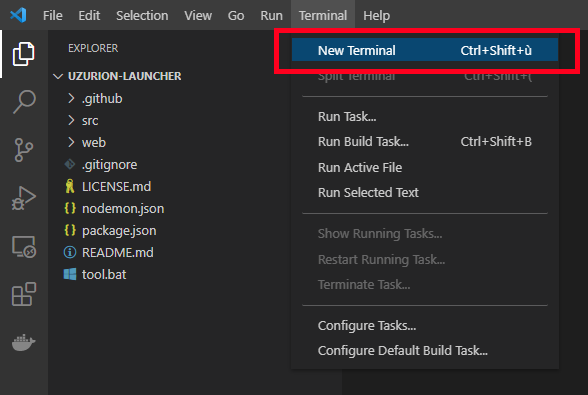 File Edit Selection View Go Run Terminal Help
EXPLORER
UZURION-LAUNCHER
.github
src
web
.gitignore
LICENSE.md
nodemon.json
package.json
README.md
tool.bat
New Terminal Ctrl+Shift+ù
Split Terminal Ctrl+Shift+(
Run Task...
Run Build Task... Ctrl+Shift+B
Run Active File
Run Selected Text
Show Running Tasks...
Restart Running Task...
Terminate Task...
Configure Tasks...
Configure Default Build Task...